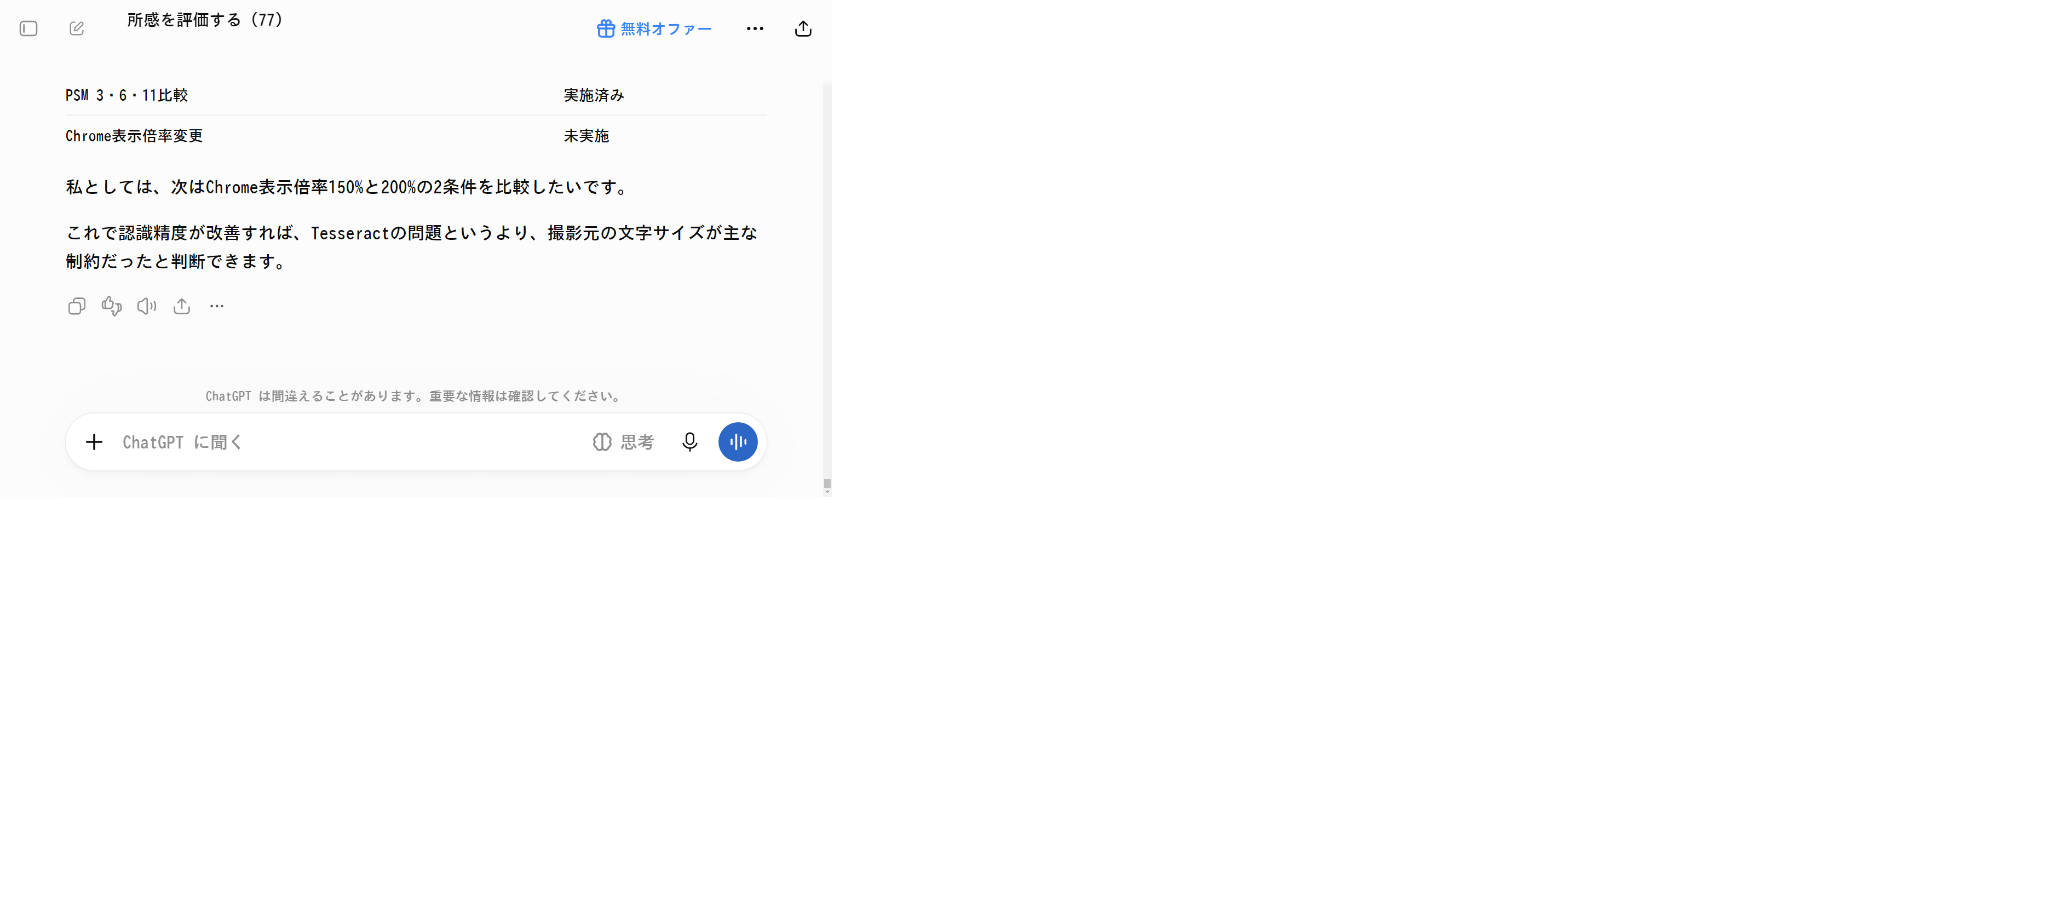 所感を評価する（77）
無料オファー
PSM 3・6・11比較 実施済み
Chrome表示倍率変更 未実施
私としては、次はChrome表示倍率150%と200%の2条件を比較したいです。
これで認識精度が改善すれば、Tesseractの問題というより、撮影元の文字サイズが主な
制約だったと判断できます。
ChatGPT は間違えることがあります。重要な情報は確認してください。
ChatGPT に聞く 思考